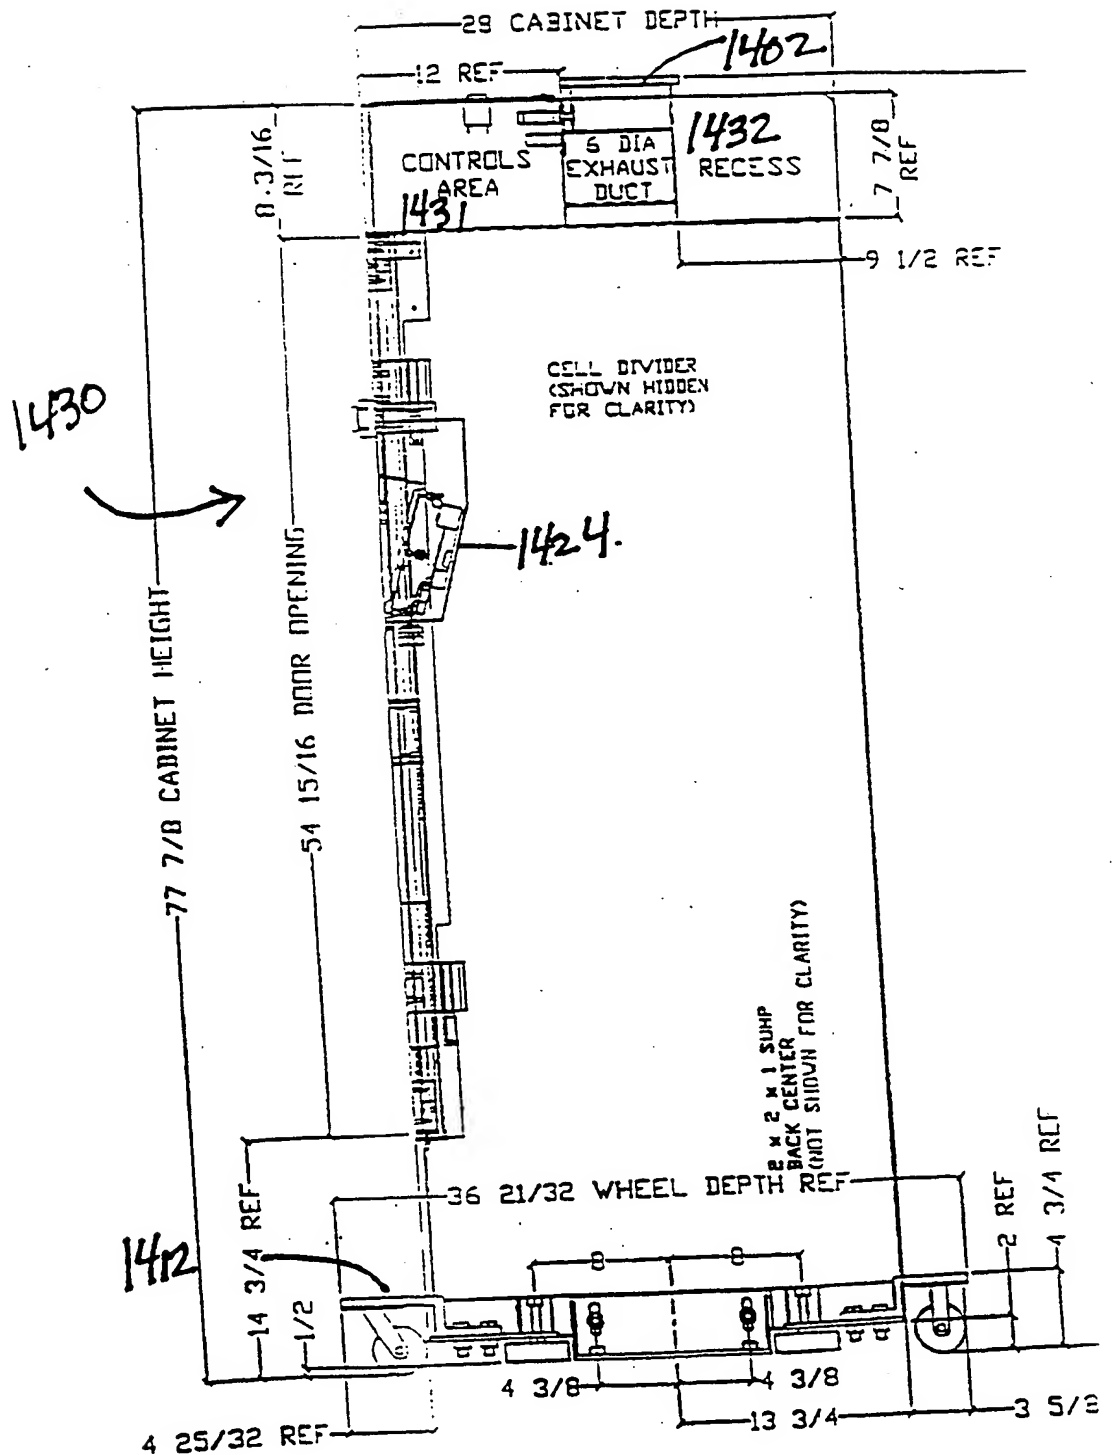 28 CABINET DEPTH
1402
12 REF
8 3/16 REF
CONTROLS
AREA
1431
6 DIA
EXHAUST
DUCT
1432
RECESS
7 7/8
REF
9 1/2 REF
CELL DIVIDER
(SHOWN HIDDEN
FOR CLARITY)
1430
1424.
77 7/8 CABINET HEIGHT
54 15/16 DOOR OPENING
2 X 2 X 1 SUMP
BACK CENTER
(NOT SHOWN FOR CLARITY)
36 21/32 WHEEL DEPTH REF
1412
14 3/4 REF
1/2
8
8
2 REF
4 3/4 REF
4 3/8
4 3/8
13 3/4
3 5/8
4 25/32 REF